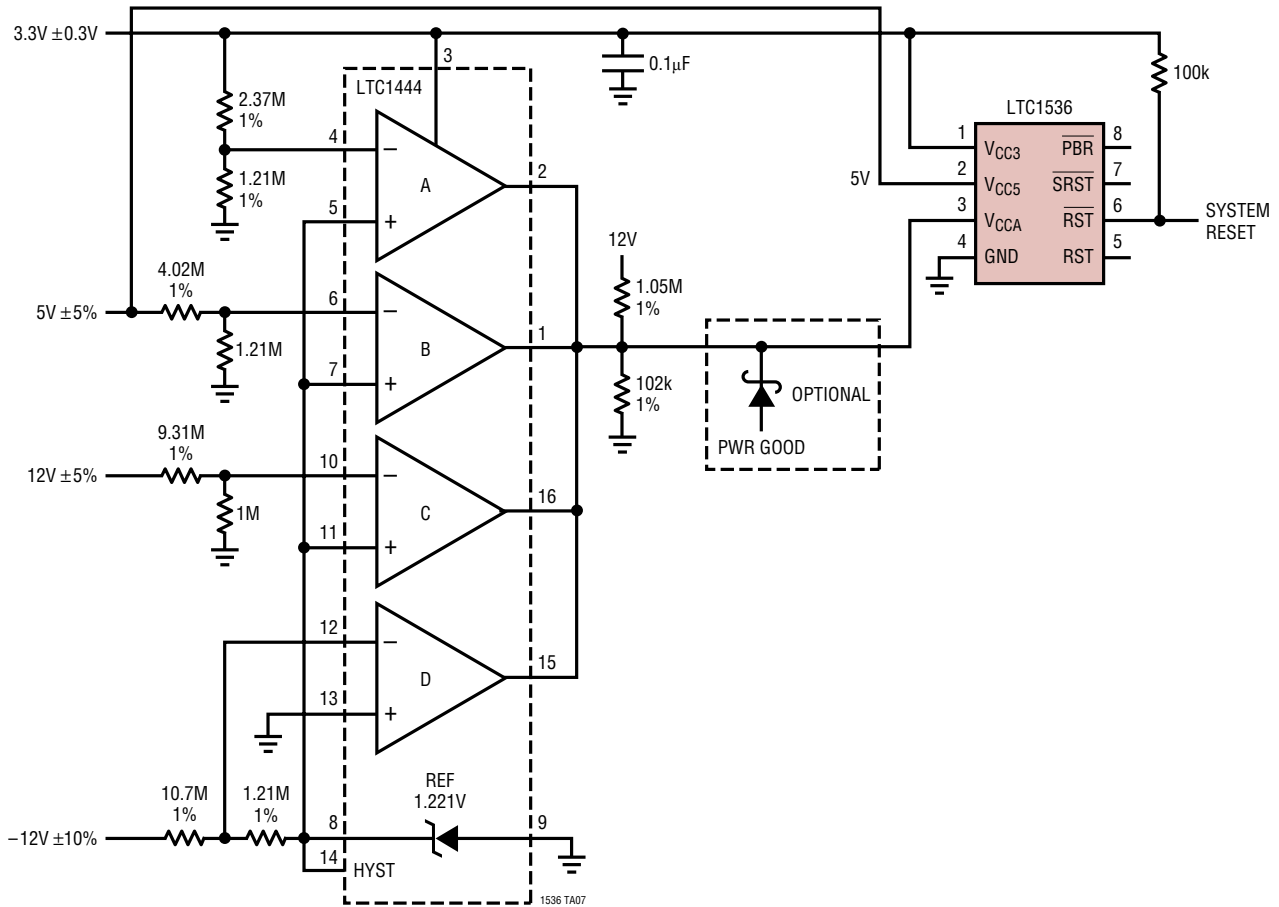 3.3V ±0.3V
3
0.1µF
100k
LTC1444
LTC1536
2.37M
1%
4
−
A
2
1.21M
1%
5
+
1
VCC3
PBR
8
5V
2
VCC5
SRST
7
3
VCCA
RST
6
SYSTEM
RESET
4
GND
RST
5
4.02M
1%
5V ±5%
6
−
B
1
1.21M
7
+
12V
1.05M
1%
102k
1%
OPTIONAL
PWR GOOD
9.31M
1%
12V ±5%
10
−
C
16
1M
11
+
12
−
D
15
13
+
10.7M
1%
1.21M
1%
REF
1.221V
−12V ±10%
8
9
14
HYST
1536 TA07